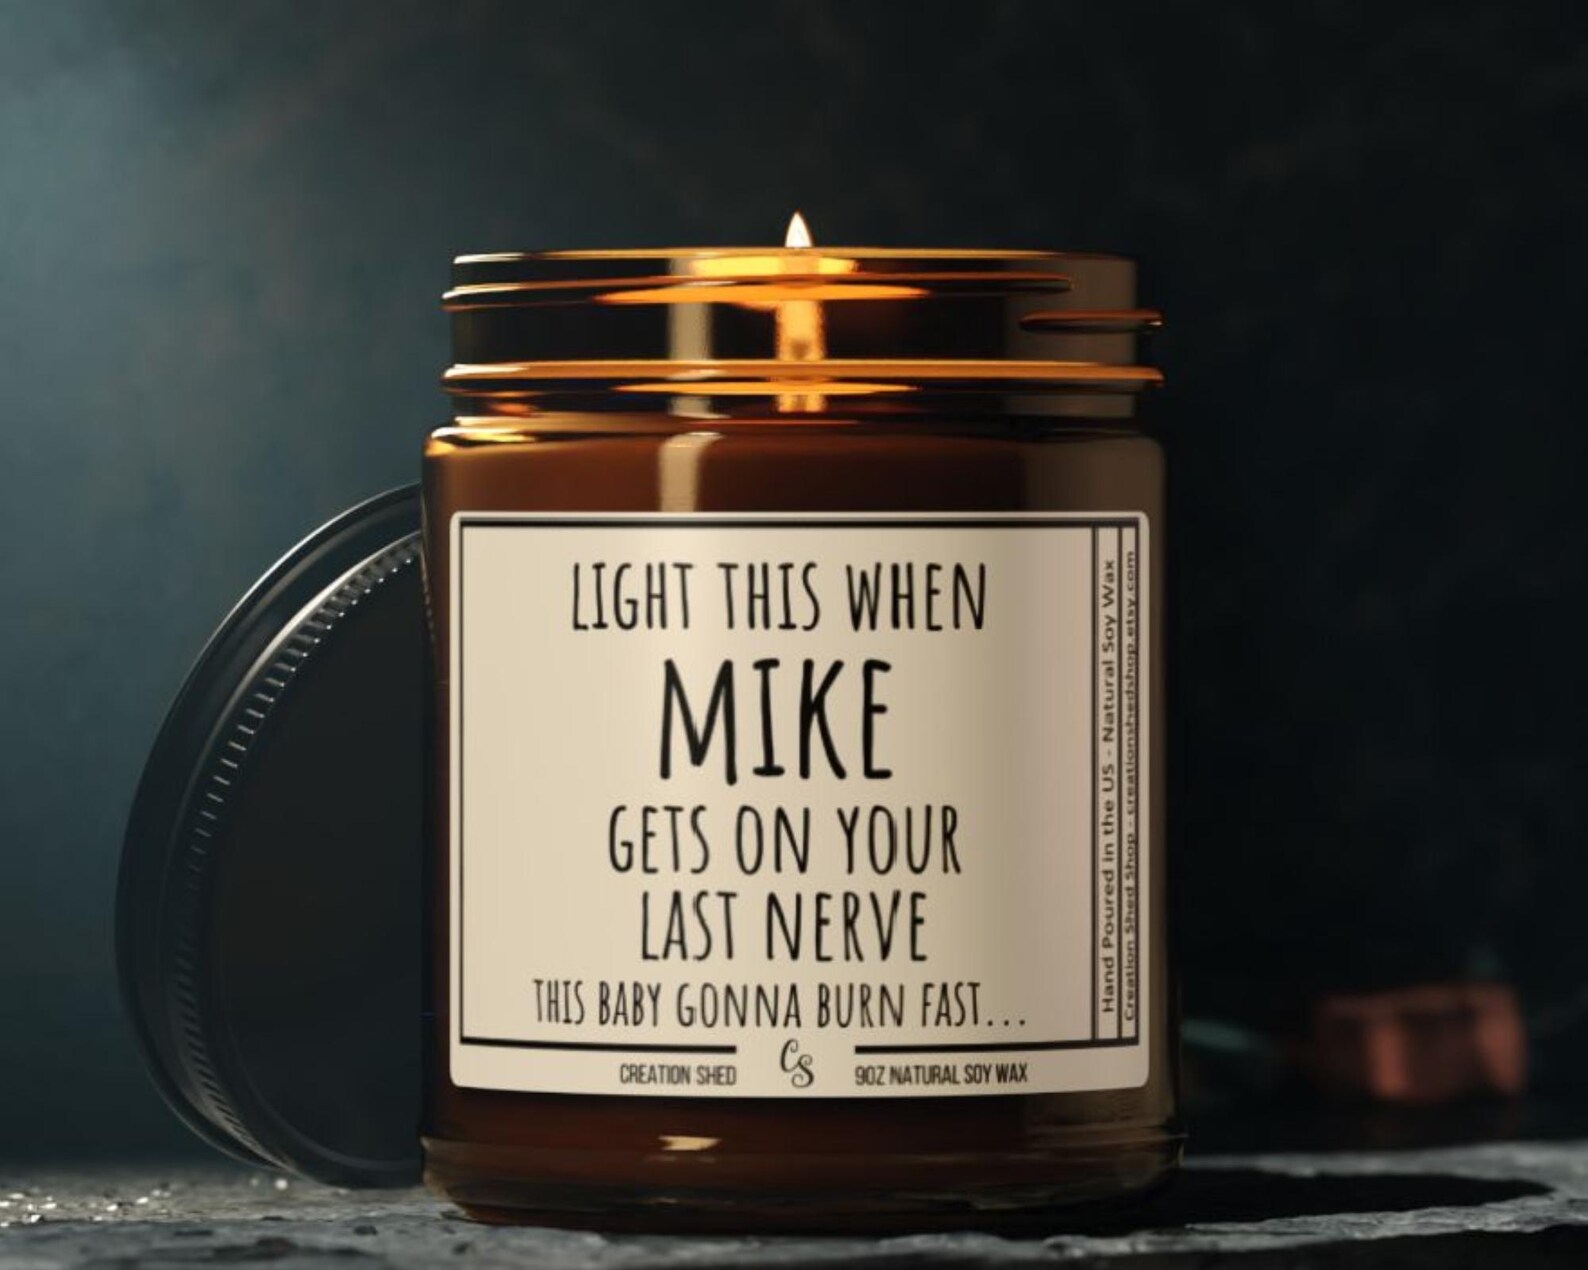 LIGHT THIS WHEN
MIKE
GETS ON YOUR
LAST NERVE
THIS BABY GONNA BURN FAST...
CREATION SHED
CS
9OZ NATURAL SOY WAX
Hand Poured in the US - Natural Soy Wax
Creation Shed Shop - creationshedshop.etsy.com